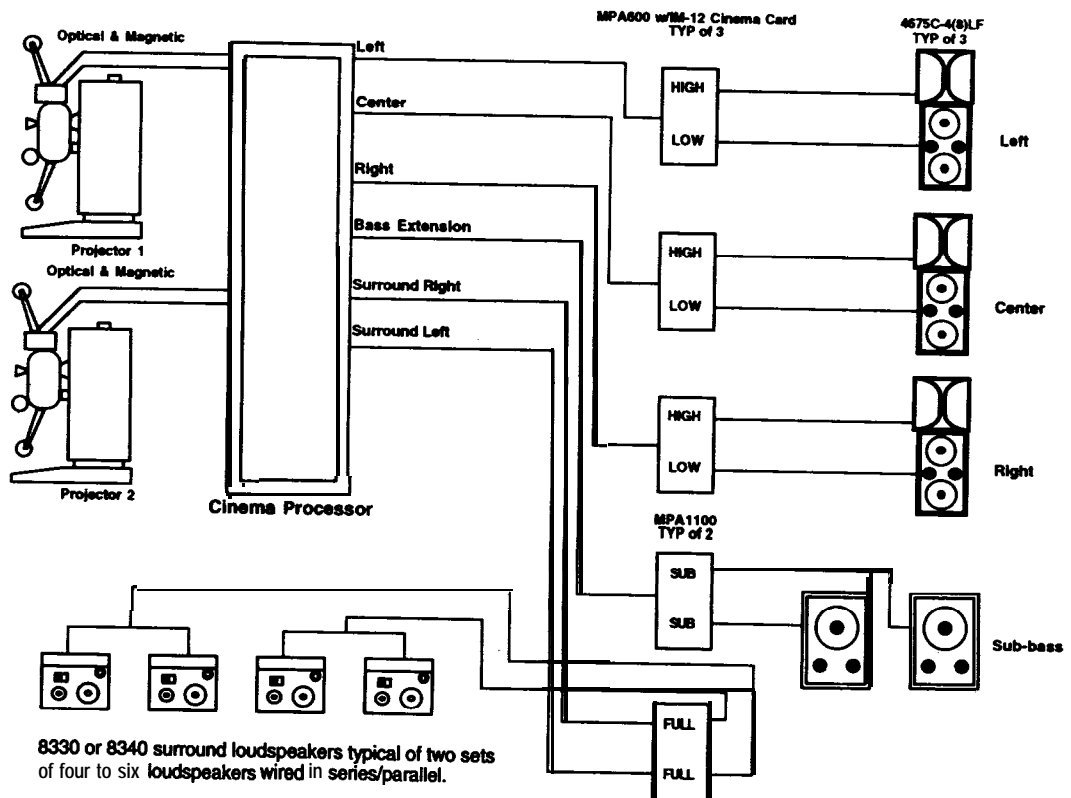 MPA600 w/IM-12 Cinema Card
TYP of 3
4675C-4(8)LF
TYP of 3
Optical & Magnetic
Left
Center
Right
Bass Extension
Surround Right
Surround Left
Projector 1
Optical & Magnetic
Projector 2
Cinema Processor
HIGH
LOW
Left
HIGH
LOW
Center
HIGH
LOW
Right
MPA1100
TYP of 2
SUB
SUB
Sub-bass
FULL
FULL
8330 or 8340 surround loudspeakers typical of two sets
of four to six loudspeakers wired in series/parallel.